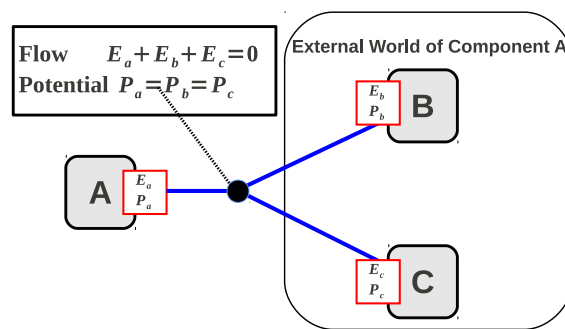 Flow E_a+E_b+E_c=0
Potential P_a=P_b=P_c
External World of Component A
E_b
P_b
B
A
E_a
P_a
E_c
P_c
C